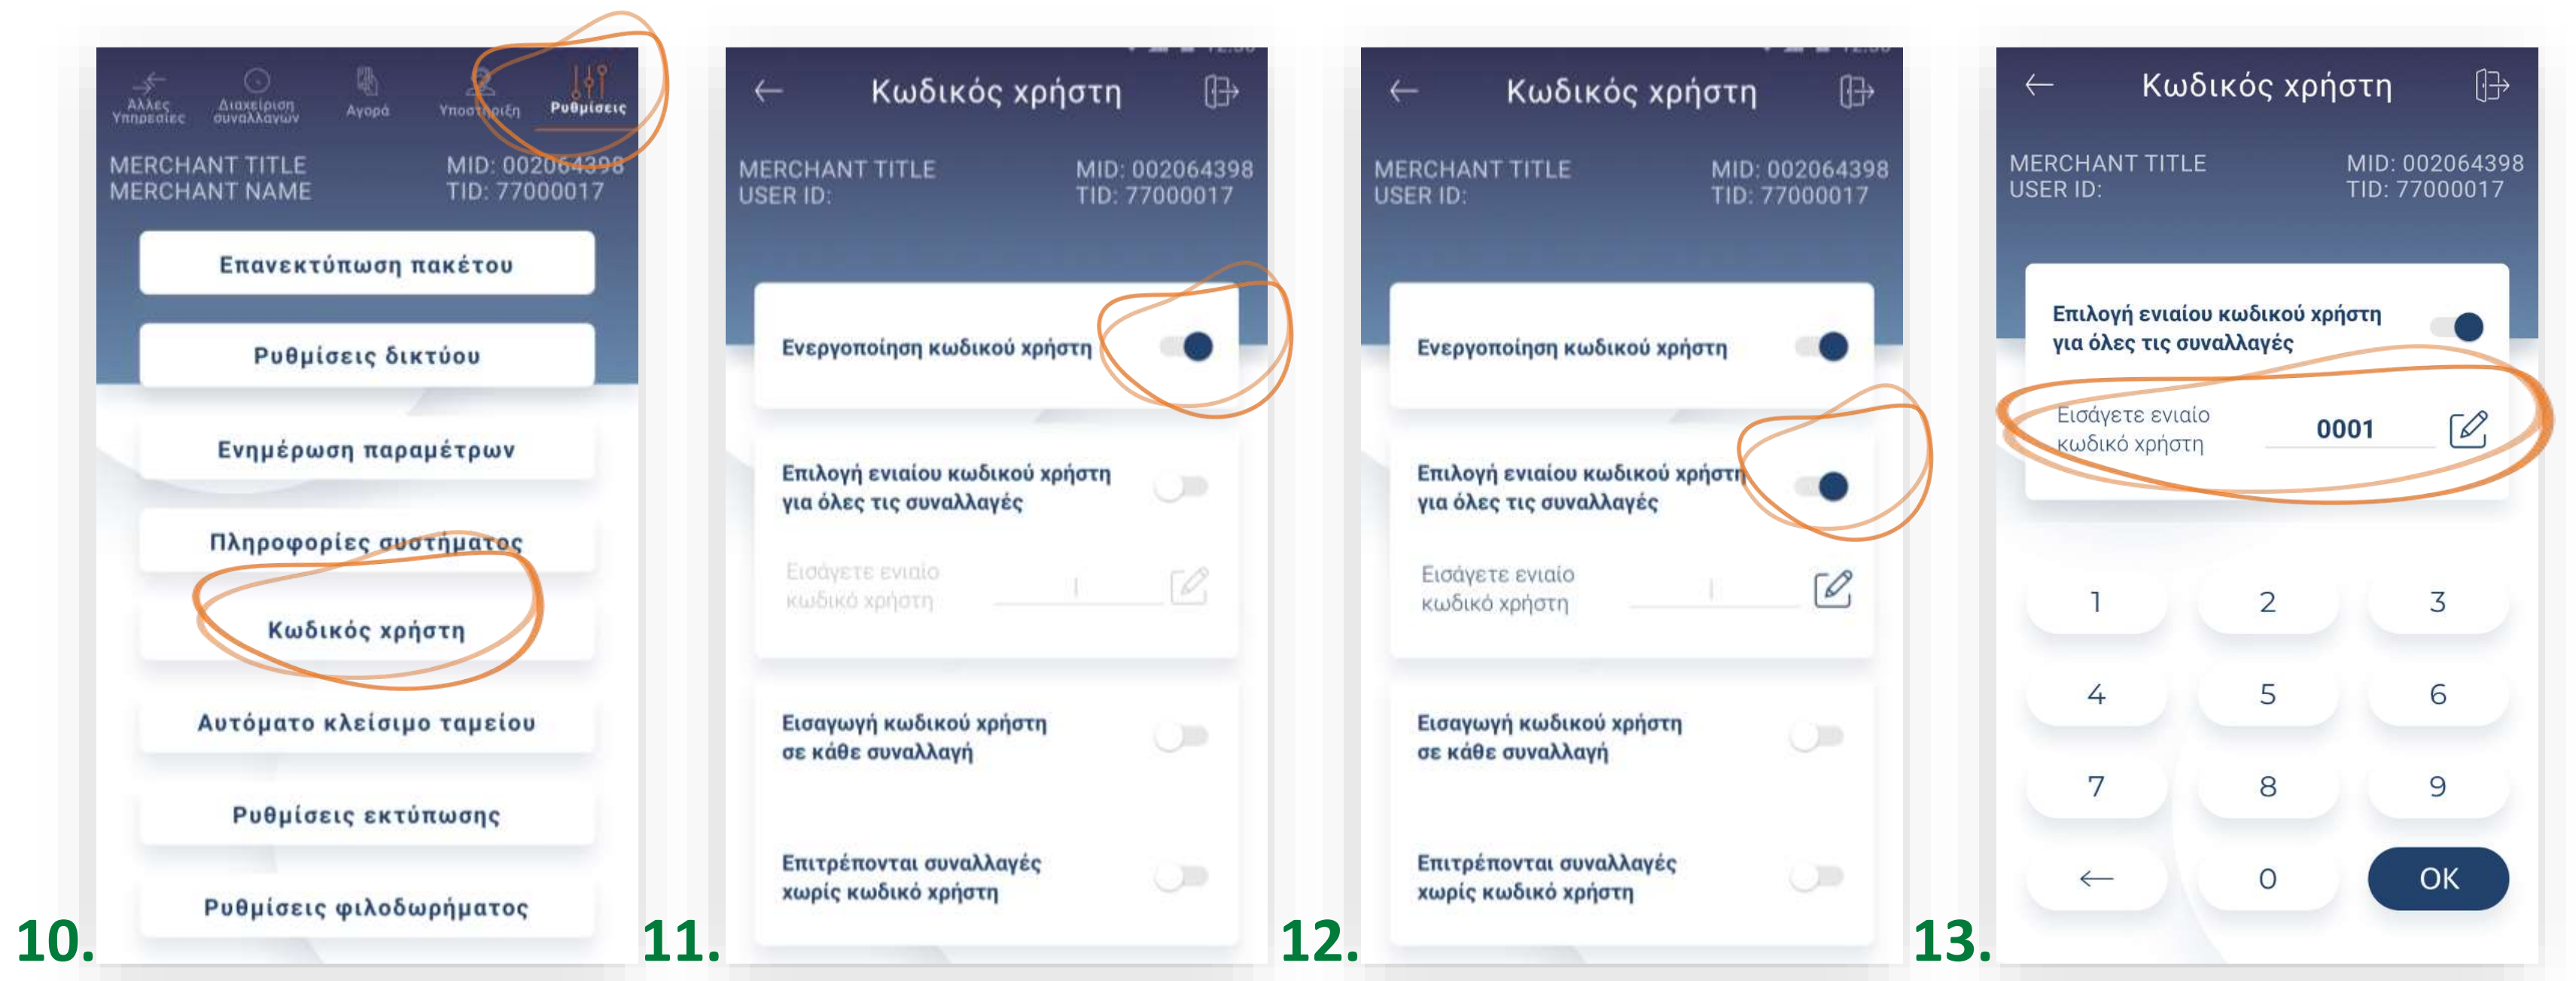 Άλλες
Υπηρεσίες
Διαχείριση
συναλλαγών
Αγορά
Υποστήριξη
Ρυθμίσεις
MERCHANT TITLE
MERCHANT NAME
MID: 002064398
TID: 77000017
Επανεκτύπωση πακέτου
Ρυθμίσεις δικτύου
Ενημέρωση παραμέτρων
Πληροφορίες συστήματος
Κωδικός χρήστη
Αυτόματο κλείσιμο ταμείου
Ρυθμίσεις εκτύπωσης
Ρυθμίσεις φιλοδωρήματος
10.
Κωδικός χρήστη
MERCHANT TITLE
USER ID:
MID: 002064398
TID: 77000017
Ενεργοποίηση κωδικού χρήστη
Επιλογή ενιαίου κωδικού χρήστη
για όλες τις συναλλαγές
Εισάγετε ενιαίο
κωδικό χρήστη
Εισαγωγή κωδικού χρήστη
σε κάθε συναλλαγή
Επιτρέπονται συναλλαγές
χωρίς κωδικό χρήστη
11.
Κωδικός χρήστη
MERCHANT TITLE
USER ID:
MID: 002064398
TID: 77000017
Ενεργοποίηση κωδικού χρήστη
Επιλογή ενιαίου κωδικού χρήστη
για όλες τις συναλλαγές
Εισάγετε ενιαίο
κωδικό χρήστη
Εισαγωγή κωδικού χρήστη
σε κάθε συναλλαγή
Επιτρέπονται συναλλαγές
χωρίς κωδικό χρήστη
12.
Κωδικός χρήστη
MERCHANT TITLE
USER ID:
MID: 002064398
TID: 77000017
Επιλογή ενιαίου κωδικού χρήστη
για όλες τις συναλλαγές
Εισάγετε ενιαίο
κωδικό χρήστη
0001
1 2 3
4 5 6
7 8 9
0 OK
13.